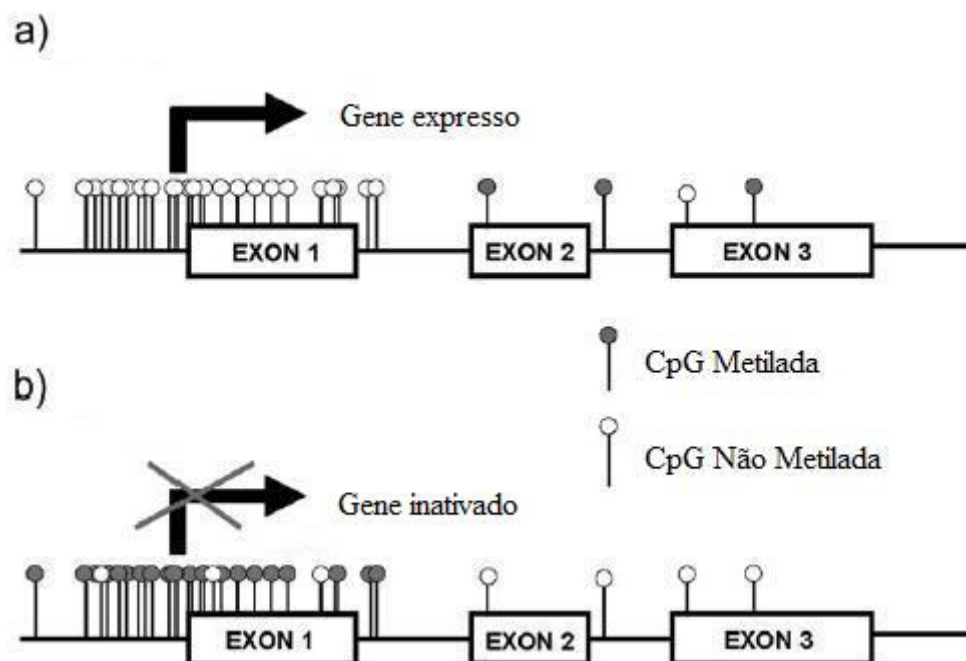 a)
Gene expresso
EXON 1
EXON 2
EXON 3
CpG Metilada
b)
CpG Não Metilada
Gene inativado
EXON 1
EXON 2
EXON 3